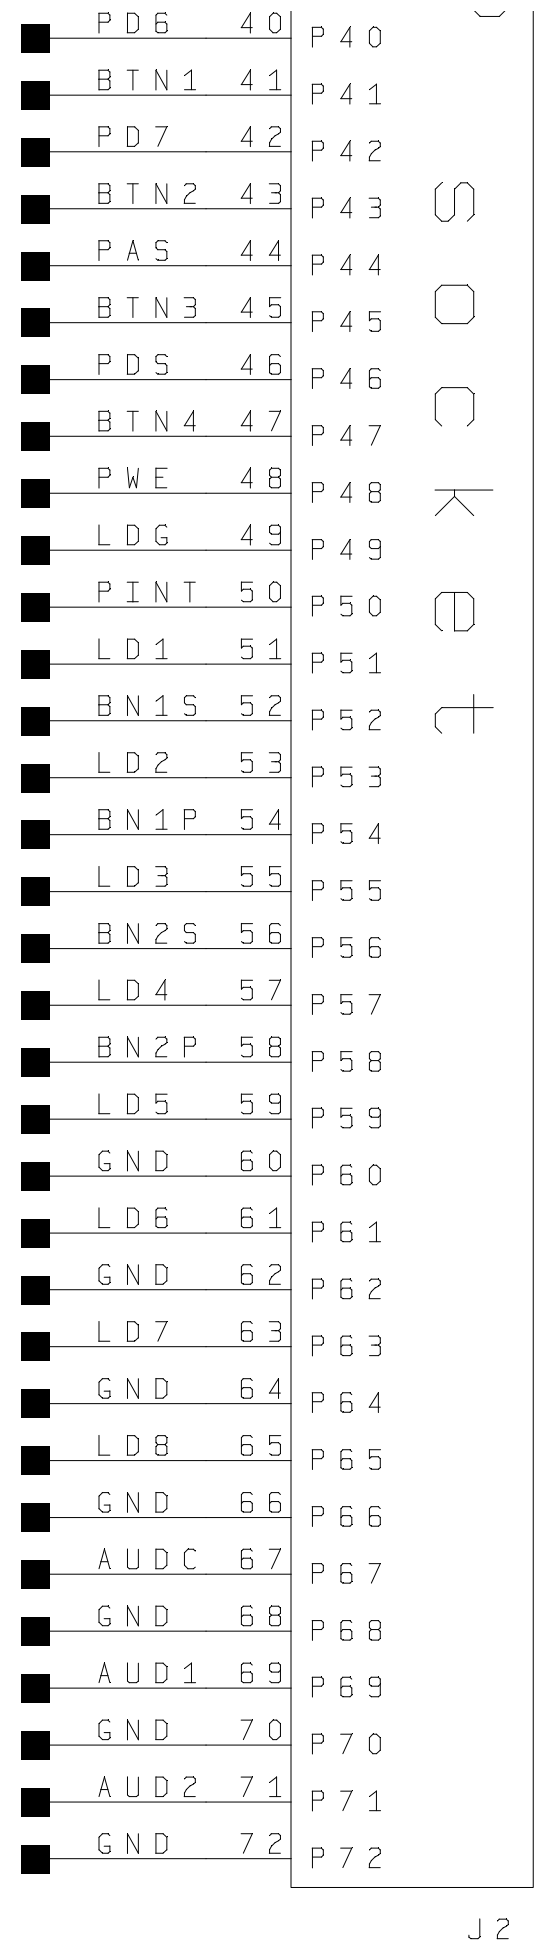 PD6 40 P40
BTN1 41 P41
PD7 42 P42
BTN2 43 P43
PAS 44 P44
BTN3 45 P45
PDS 46 P46
BTN4 47 P47
PWE 48 P48
LDG 49 P49
PINT 50 P50
LD1 51 P51
BN1S 52 P52
LD2 53 P53
BN1P 54 P54
LD3 55 P55
BN2S 56 P56
LD4 57 P57
BN2P 58 P58
LD5 59 P59
GND 60 P60
LD6 61 P61
GND 62 P62
LD7 63 P63
GND 64 P64
LD8 65 P65
GND 66 P66
AUDC 67 P67
GND 68 P68
AUD1 69 P69
GND 70 P70
AUD2 71 P71
GND 72 P72
Socket
J2